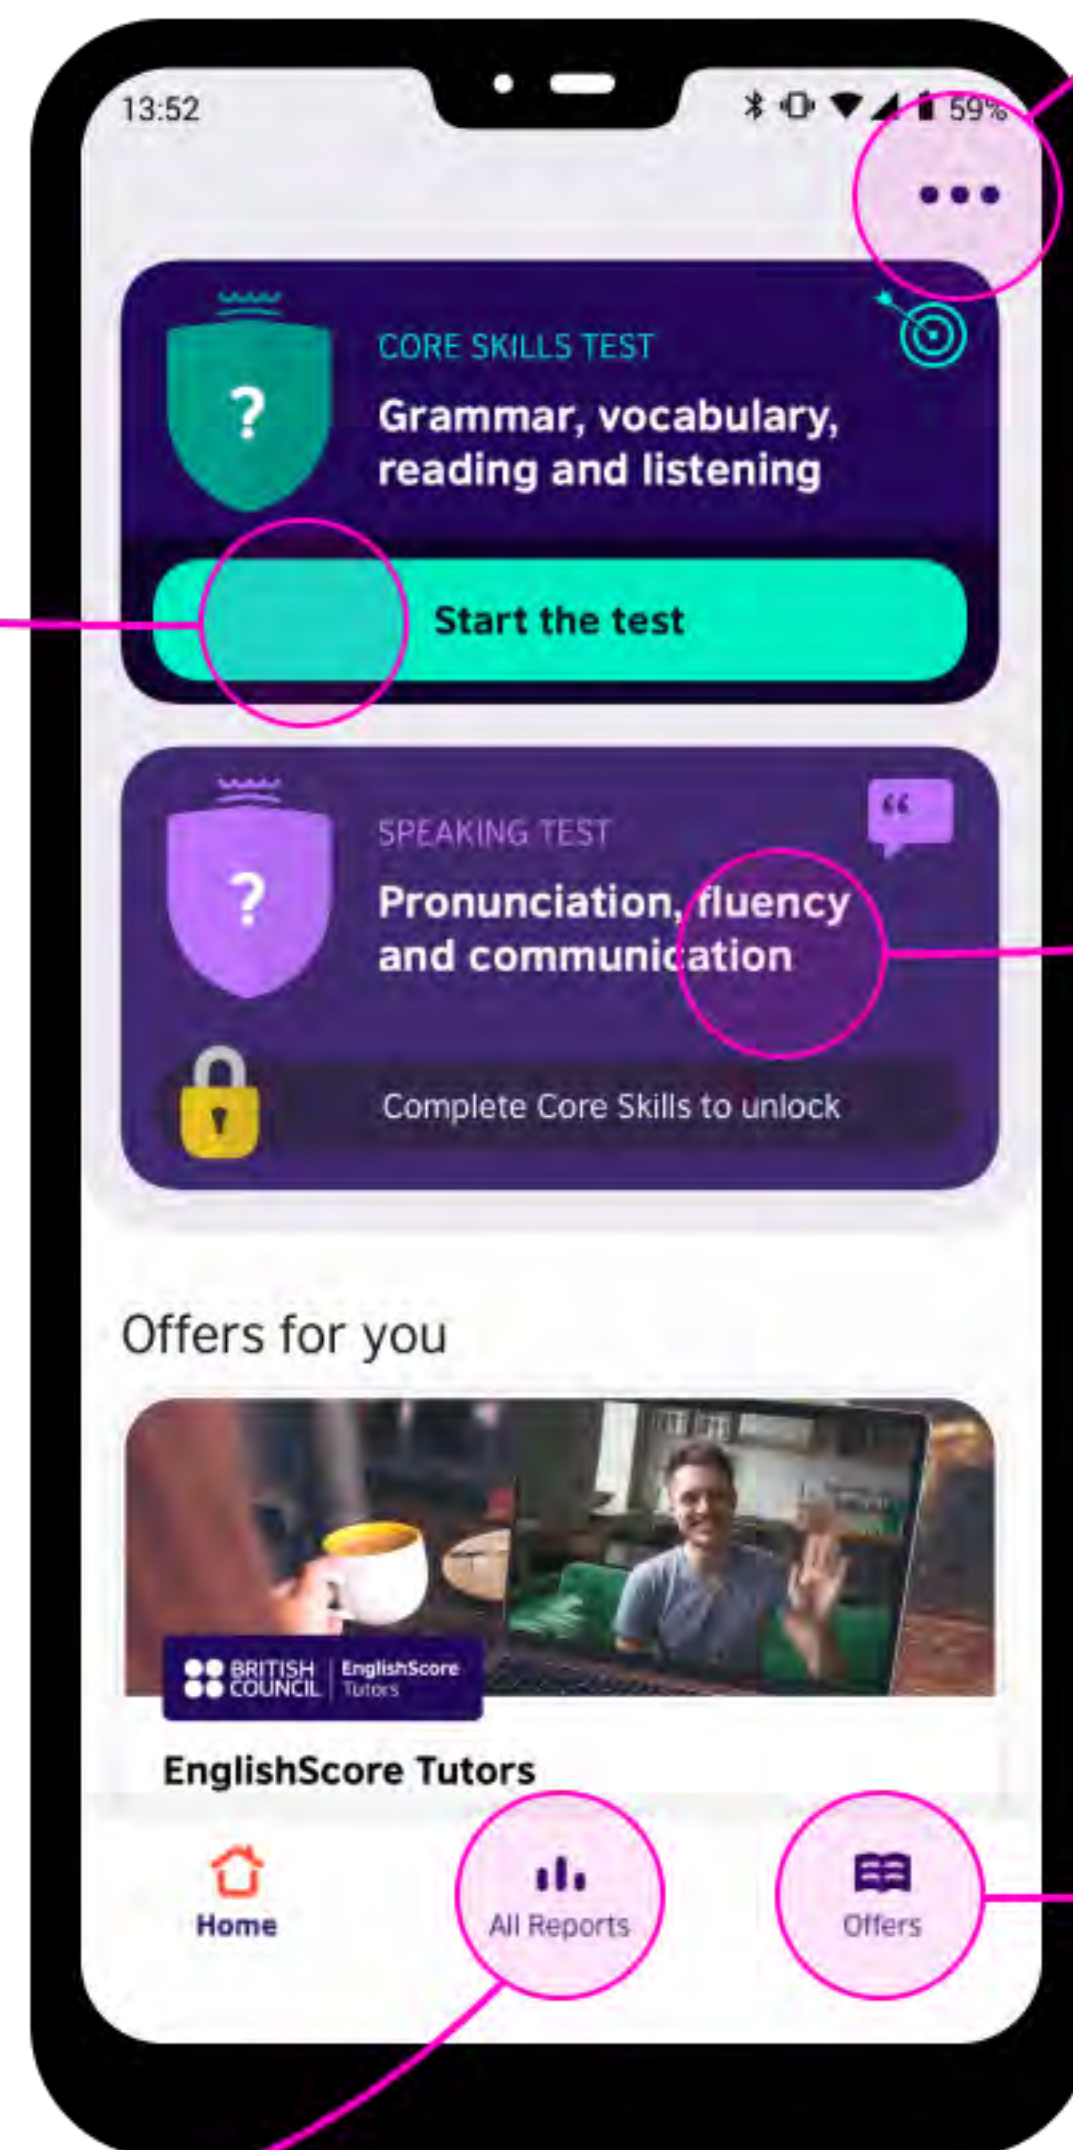 13:52
59%
CORE SKILLS TEST
?
Grammar, vocabulary,
reading and listening
Start the test
SPEAKING TEST
?
Pronunciation, fluency
and communication
Complete Core Skills to unlock
Offers for you
BRITISH
COUNCIL
EnglishScore
Tutors
EnglishScore Tutors
Home
All Reports
Offers